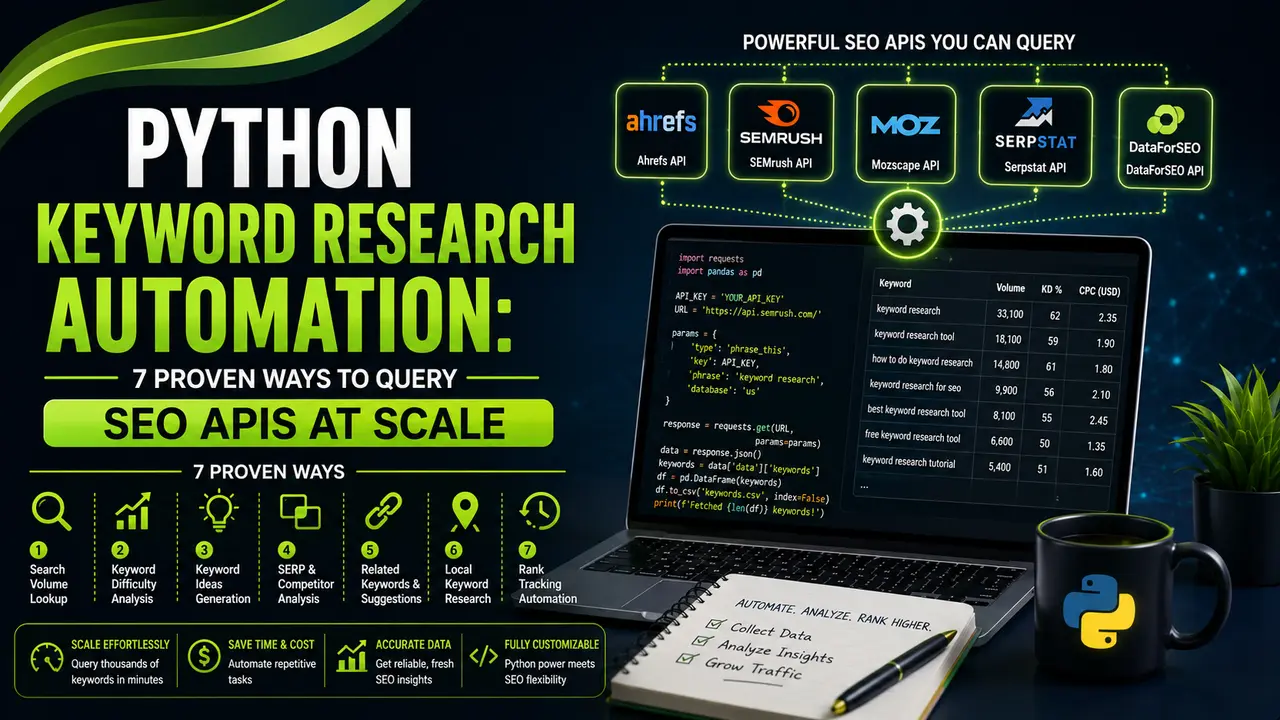 PYTHON
KEYWORD RESEARCH
AUTOMATION:
7 PROVEN WAYS TO QUERY
SEO APIS AT SCALE
7 PROVEN WAYS
1
Search
Volume
Lookup
2
Keyword
Difficulty
Analysis
3
Keyword
Ideas
Generation
4
SERP &
Competitor
Analysis
5
Related
Keywords &
Suggestions
6
Local
Keyword
Research
7
Rank
Tracking
Automation
SCALE EFFORTLESSLY
Query thousands of
keywords in minutes
SAVE TIME & COST
Automate repetitive
tasks
ACCURATE DATA
Get reliable, fresh
SEO insights
FULLY CUSTOMIZABLE
Python power meets
SEO flexibility
POWERFUL SEO APIS YOU CAN QUERY
ahrefs
Ahrefs API
SEMRUSH
SEMrush API
MOZ
Mozscape API
SERPSTAT
Serpstat API
DataForSEO
DataForSEO API
import requests
import pandas as pd
API_KEY = 'YOUR_API_KEY'
URL = 'https://api.semrush.com/'
params = {
'type': 'phrase_this',
'key': API_KEY,
'phrase': 'keyword research',
'database': 'us'
}
response = requests.get(URL,
params=params)
data = response.json()
keywords = data['data']['keywords']
df = pd.DataFrame(keywords)
df.to_csv('keywords.csv', index=False)
print(f'Fetched {len(df)} keywords!')
Keyword Volume KD % CPC (USD)
keyword research 33,100 62 2.35
keyword research tool 18,100 59 1.90
how to do keyword research 14,800 61 1.80
keyword research for seo 9,900 56 2.10
best keyword research tool 8,100 55 2.45
free keyword research tool 6,600 50 1.35
keyword research tutorial 5,400 51 1.60
...
AUTOMATE. ANALYZE. RANK HIGHER.
Collect Data
Analyze Insights
Grow Traffic